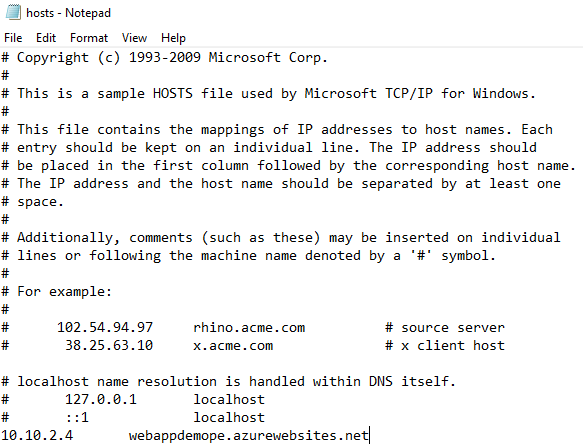 hosts - Notepad
File Edit Format View Help
# Copyright (c) 1993-2009 Microsoft Corp.
#
# This is a sample HOSTS file used by Microsoft TCP/IP for Windows.
#
# This file contains the mappings of IP addresses to host names. Each
# entry should be kept on an individual line. The IP address should
# be placed in the first column followed by the corresponding host name.
# The IP address and the host name should be separated by at least one
# space.
#
# Additionally, comments (such as these) may be inserted on individual
# lines or following the machine name denoted by a '#' symbol.
#
# For example:
#
#      102.54.94.97     rhino.acme.com          # source server
#       38.25.63.10     x.acme.com              # x client host

# localhost name resolution is handled within DNS itself.
#       127.0.0.1       localhost
#       ::1             localhost
10.10.2.4       webappdemope.azurewebsites.net